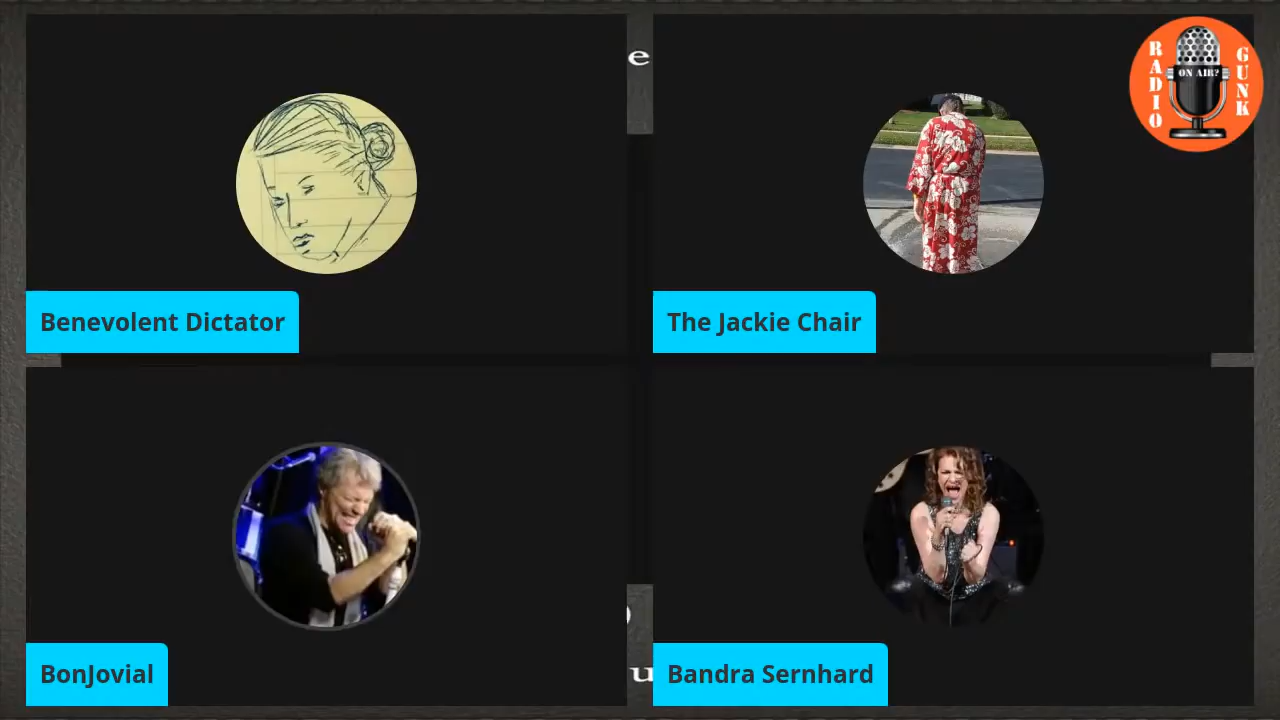 e
RADIO
ON AIR?
GUNK
Benevolent Dictator
The Jackie Chair
u
BonJovial
Bandra Sernhard